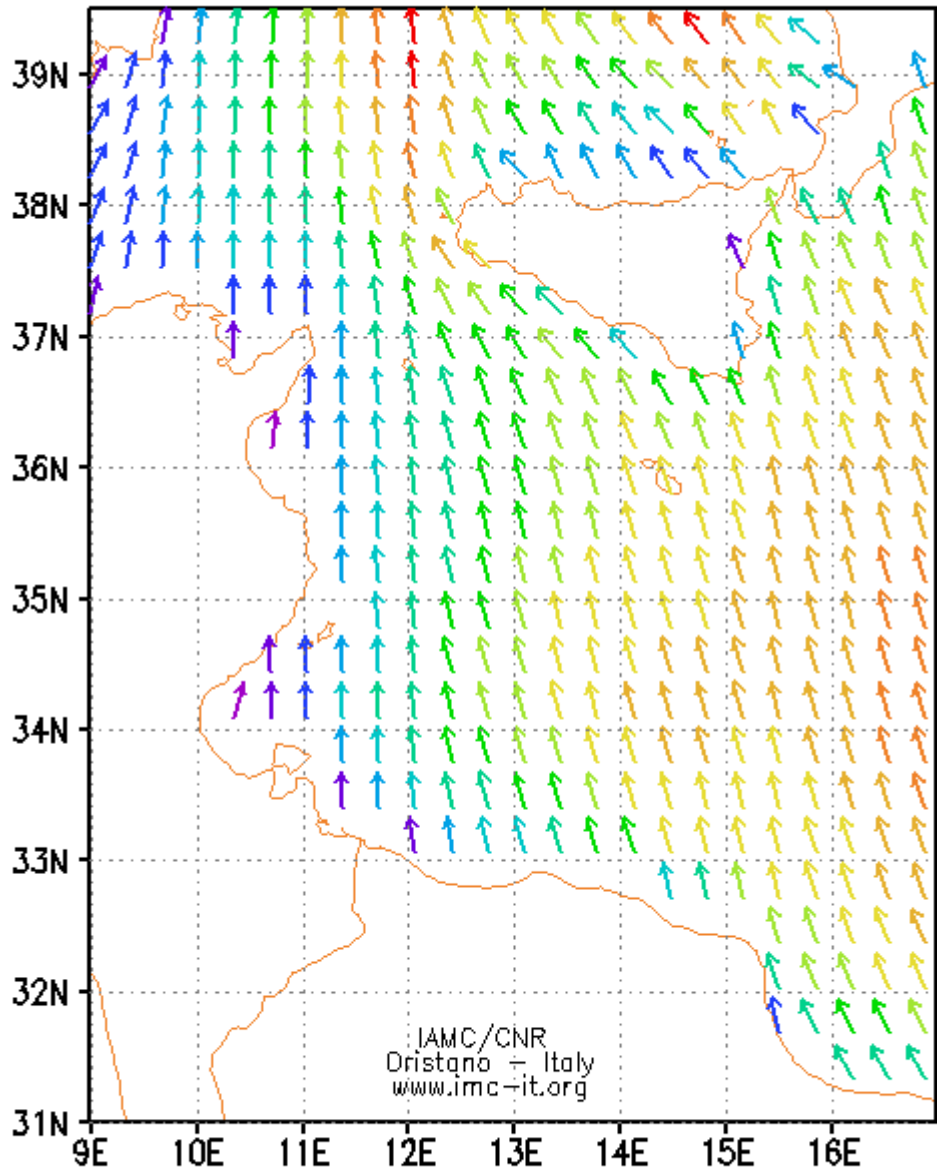 39N
38N
37N
36N
35N
34N
33N
32N
31N
IAMC/CNR
Oristano – Italy
www.imc-it.org
9E 10E 11E 12E 13E 14E 15E 16E